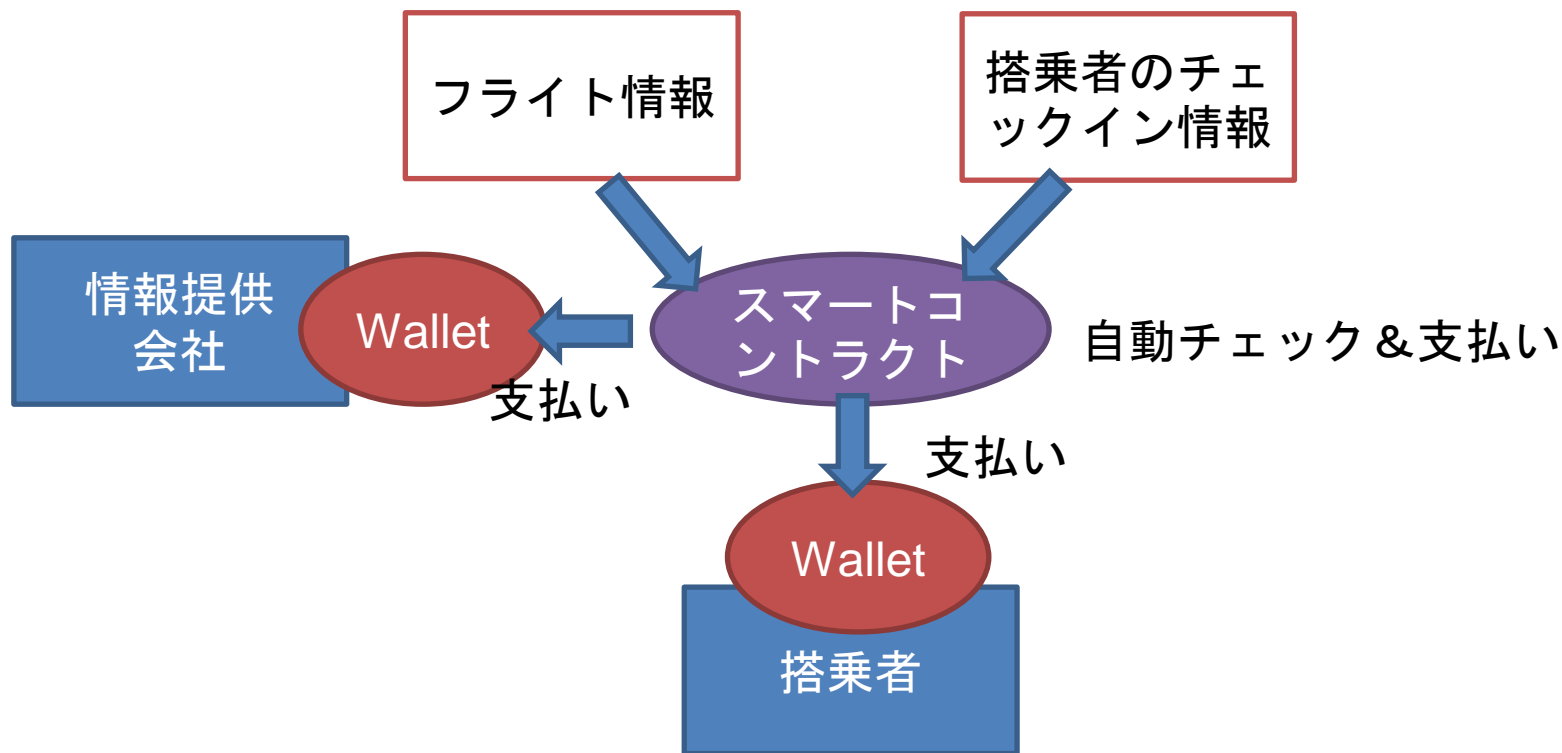 フライト情報
搭乗者のチェ
ックイン情報
情報提供
会社
Wallet
スマートコ
ントラクト
自動チェック＆支払い
支払い
支払い
Wallet
搭乗者